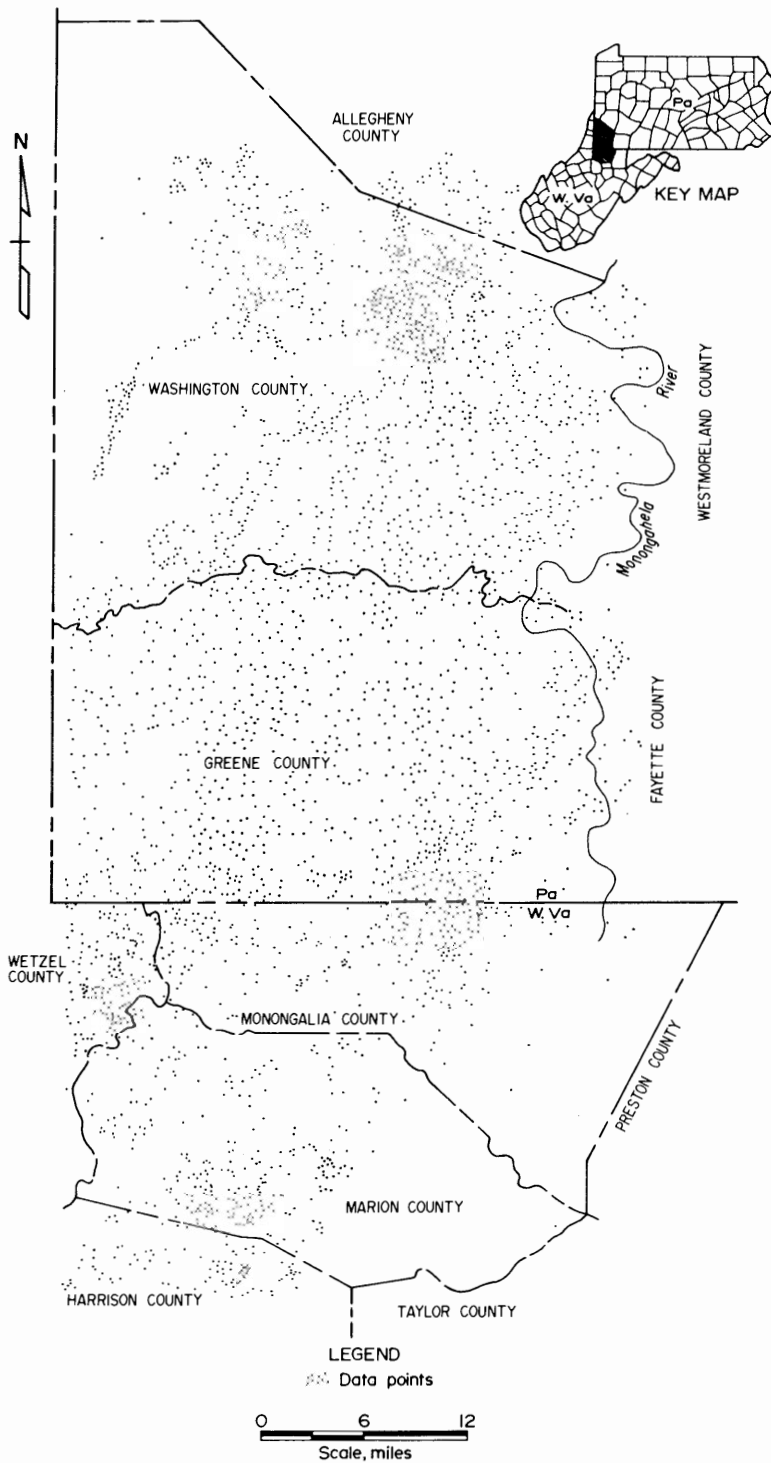 ALLEGHENY
COUNTY
Pa
W. Va
KEY MAP
N
WASHINGTON COUNTY
River
WESTMORELAND COUNTY
Monongahela
GREENE COUNTY
FAYETTE COUNTY
Pa
W. Va
WETZEL
COUNTY
MONONGALIA COUNTY
PRESTON COUNTY
MARION COUNTY
HARRISON COUNTY
TAYLOR COUNTY
LEGEND
Data points
0 6 12
Scale, miles